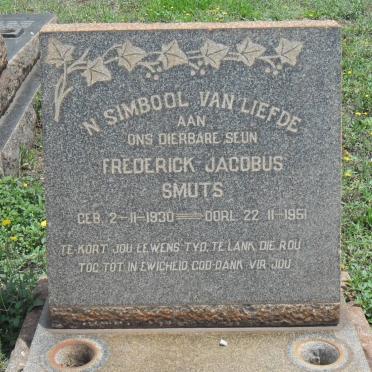 'N SIMBOOL VAN LIEFDE
AAN
ONS DIERBARE SEUN
FREDERICK JACOBUS
SMUTS
GEB. 2-11-1930 OORL. 22-11-1951
TE KORT JOU LEWENS TYD, TE LANK DIE ROU
TOG TOT IN EWIGHEID GOD DANK VIR JOU